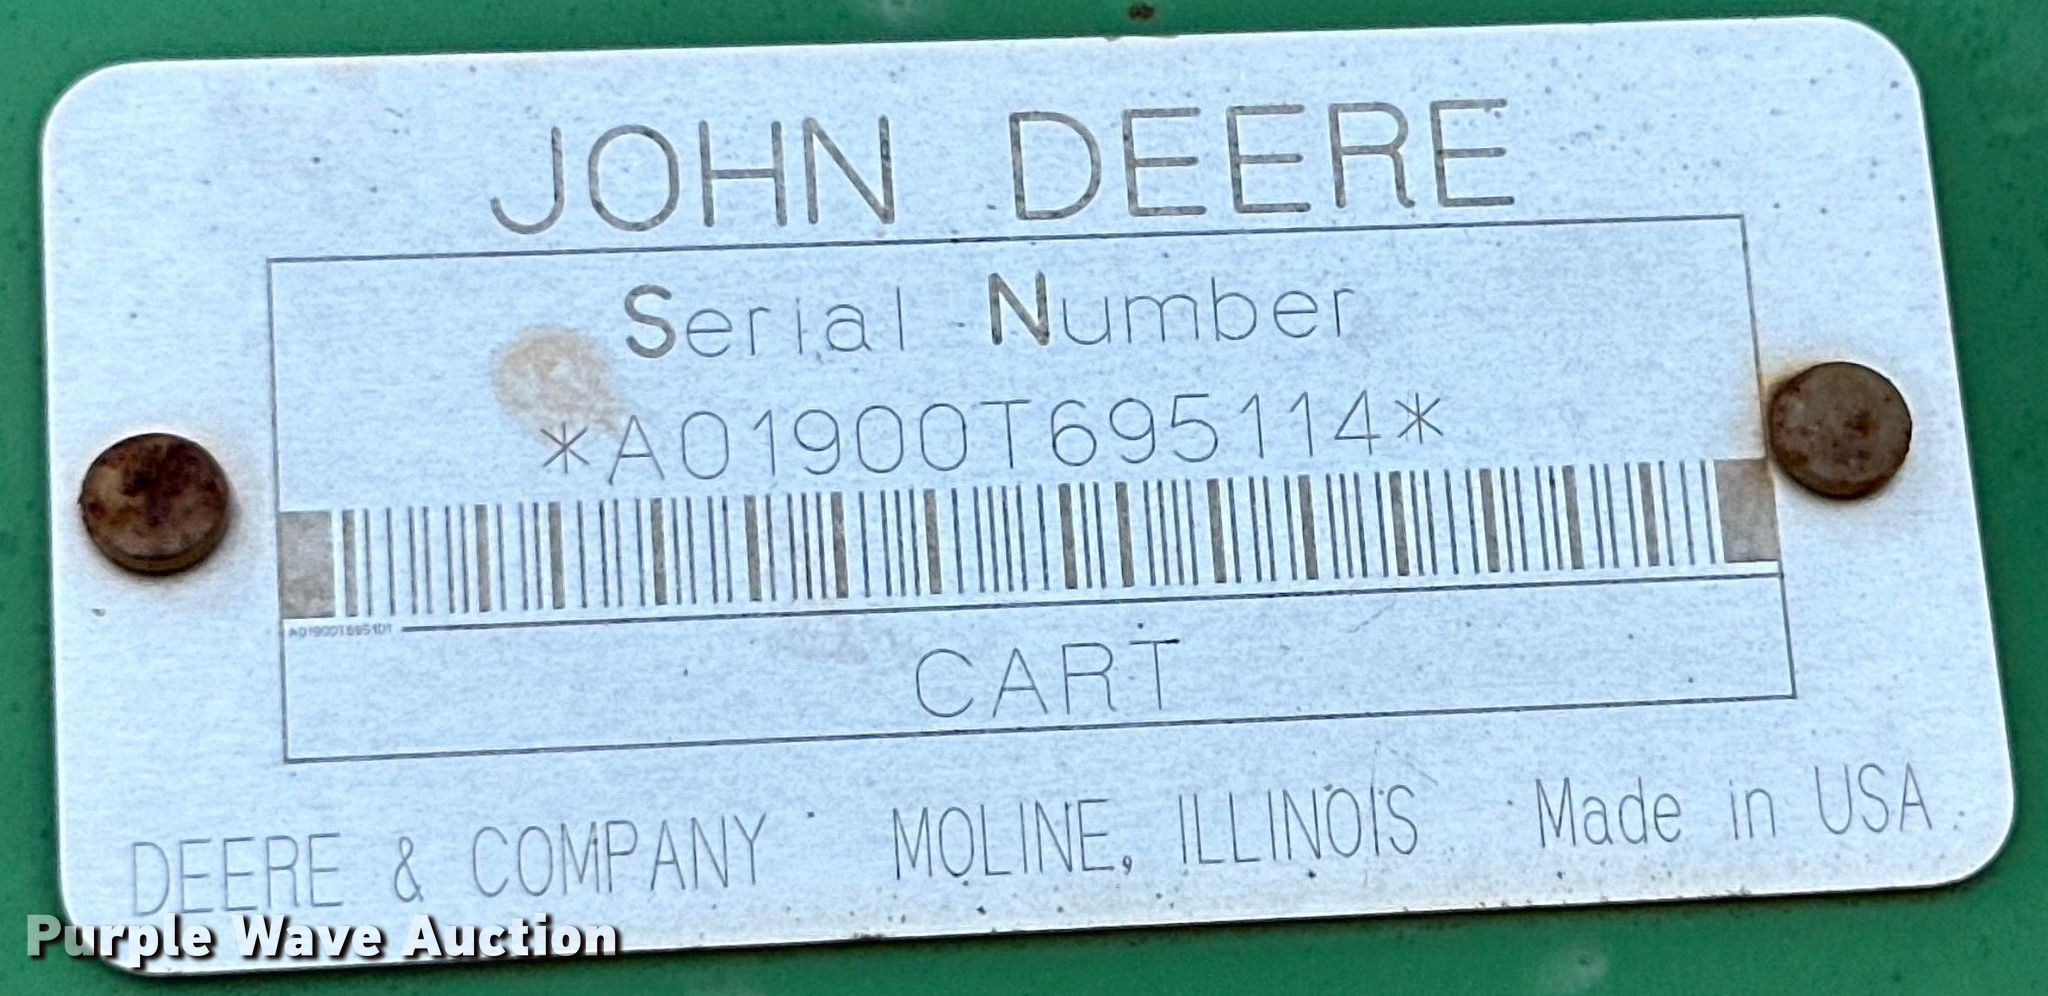 JOHN DEERE
Serial Number
*A01900T695114*
CART
DEERE & COMPANY MOLINE, ILLINOIS Made in USA
Purple Wave Auction